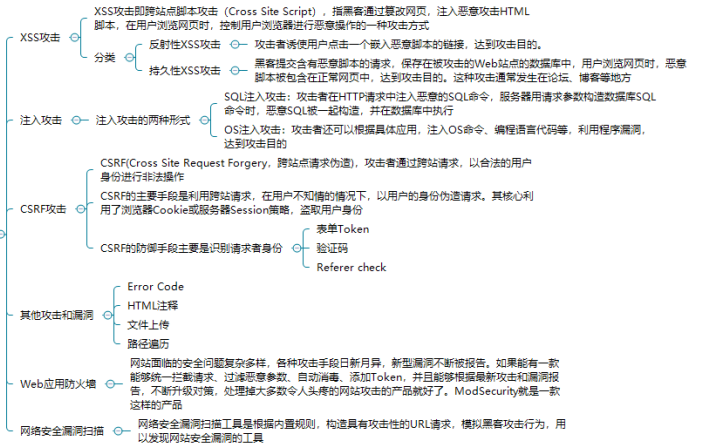 XSS攻击即跨站点脚本攻击（Cross Site Script），指黑客通过篡改网页，注入恶意攻击HTML
脚本，在用户浏览网页时，控制用户浏览器进行恶意操作的一种攻击方式
XSS攻击
分类
反射性XSS攻击
攻击者诱使用户点击一个嵌入恶意脚本的链接，达到攻击目的。
持久性XSS攻击
黑客提交含有恶意脚本的请求，保存在被攻击的Web站点的数据库中，用户浏览网页时，恶意
脚本被包含在正常网页中，达到攻击目的。这种攻击通常发生在论坛、博客等地方
注入攻击
注入攻击的两种形式
SQL注入攻击：攻击者在HTTP请求中注入恶意的SQL命令，服务器用请求参数构造数据库SQL
命令时，恶意SQL被一起构造，并在数据库中执行
OS注入攻击：攻击者还可以根据具体应用，注入OS命令、编程语言代码等，利用程序漏洞，
达到攻击目的
CSRF攻击
CSRF(Cross Site Request Forgery，跨站点请求伪造)，攻击者通过跨站请求，以合法的用户
身份进行非法操作
CSRF的主要手段是利用跨站请求，在用户不知情的情况下，以用户的身份伪造请求。其核心利
用了浏览器Cookie或服务器Session策略，盗取用户身份
CSRF的防御手段主要是识别请求者身份
表单Token
验证码
Referer check
其他攻击和漏洞
Error Code
HTML注释
文件上传
路径遍历
Web应用防火墙
网站面临的安全问题复杂多样，各种攻击手段日新月异，新型漏洞不断被报告。如果能有一款
能够统一拦截请求、过滤恶意参数、自动消毒、添加Token，并且能够根据最新攻击和漏洞报
告，不断升级对策，处理掉大多数令人头疼的网站攻击的产品就好了。ModSecurity就是一款
这样的产品
网络安全漏洞扫描
网络安全漏洞扫描工具是根据内置规则，构造具有攻击性的URL请求，模拟黑客攻击行为，用
以发现网站安全漏洞的工具